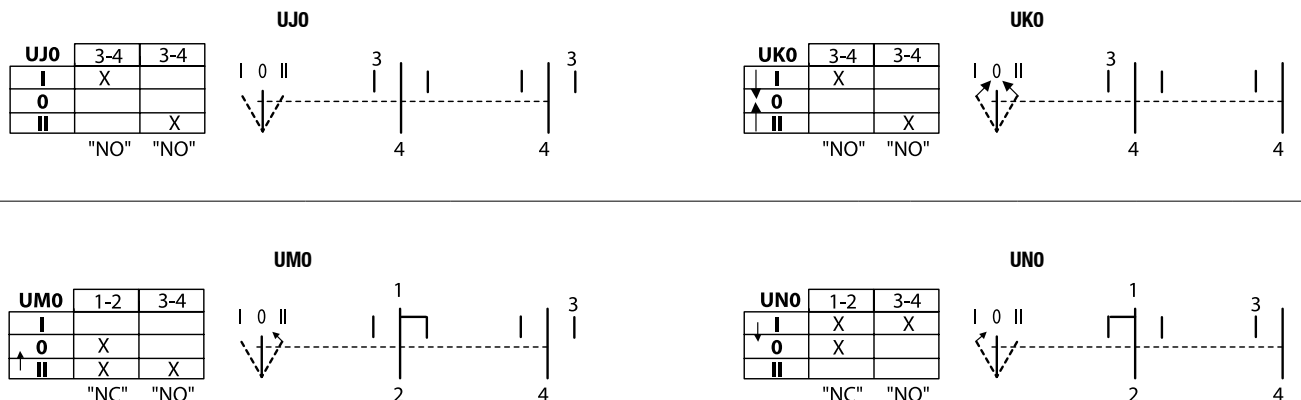 UJ0
UJ0 3-4 3-4
I X
0
II X
"NO" "NO"
I 0 II
3 3
4 4
UK0
UK0 3-4 3-4
I X
0
II X
"NO" "NO"
I 0 II
3
4 4
UM0
UM0 1-2 3-4
I
0 X
II X X
"NC" "NO"
I 0 II
1
3
2 4
UN0
UN0 1-2 3-4
I X X
0 X
II
"NC" "NO"
I 0 II
1
3
2 4